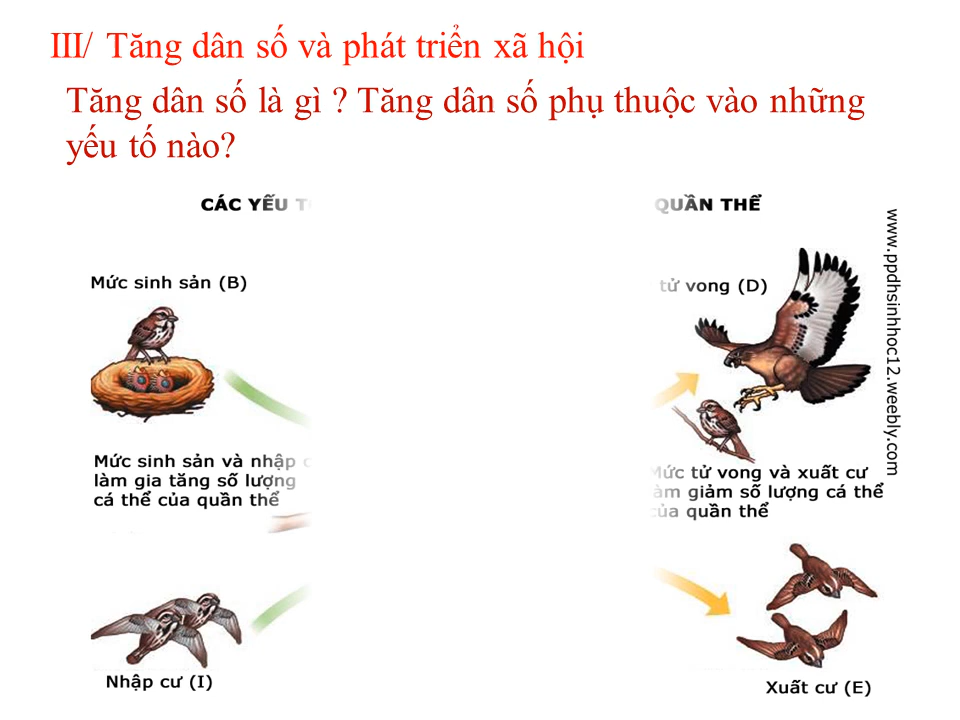 III/ Tăng dân số và phát triển xã hội
Tăng dân số là gì ? Tăng dân số phụ thuộc vào những
yếu tố nào?
CÁC YẾU QUẦN THỂ
Mức sinh sản (B)
tử vong (D)
www.ppdhsinhhoc12.weebly.com
Mức sinh sản và nhập
làm gia tăng số lượng
cá thể của quần thể
Mức tử vong và xuất cư
làm giảm số lượng cá thể
của quần thể
Nhập cư (I)
Xuất cư (E)